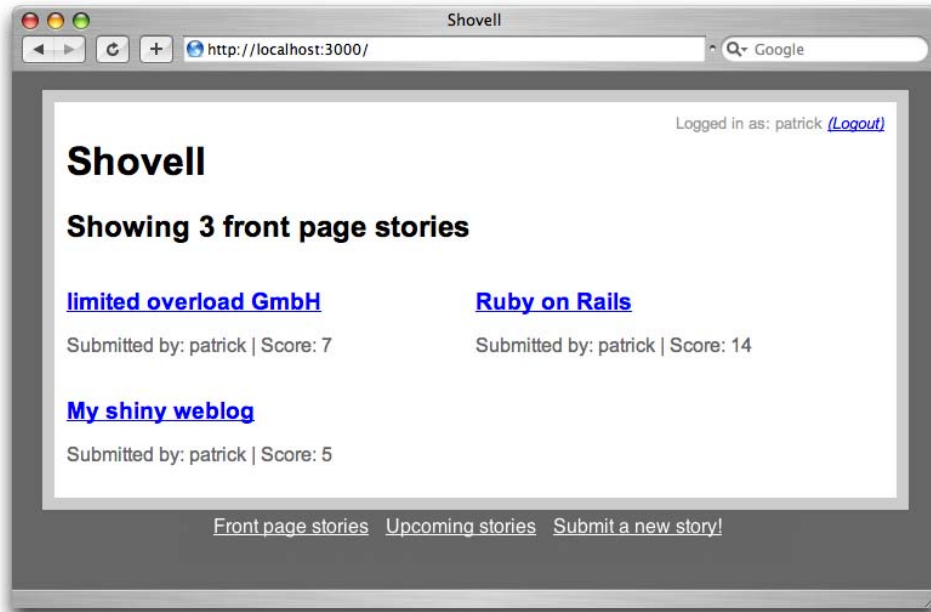 Shovell
http://localhost:3000/
Google
Logged in as: patrick (Logout)
Shovell
Showing 3 front page stories
limited overload GmbH
Ruby on Rails
Submitted by: patrick | Score: 7
Submitted by: patrick | Score: 14
My shiny weblog
Submitted by: patrick | Score: 5
Front page stories Upcoming stories Submit a new story!